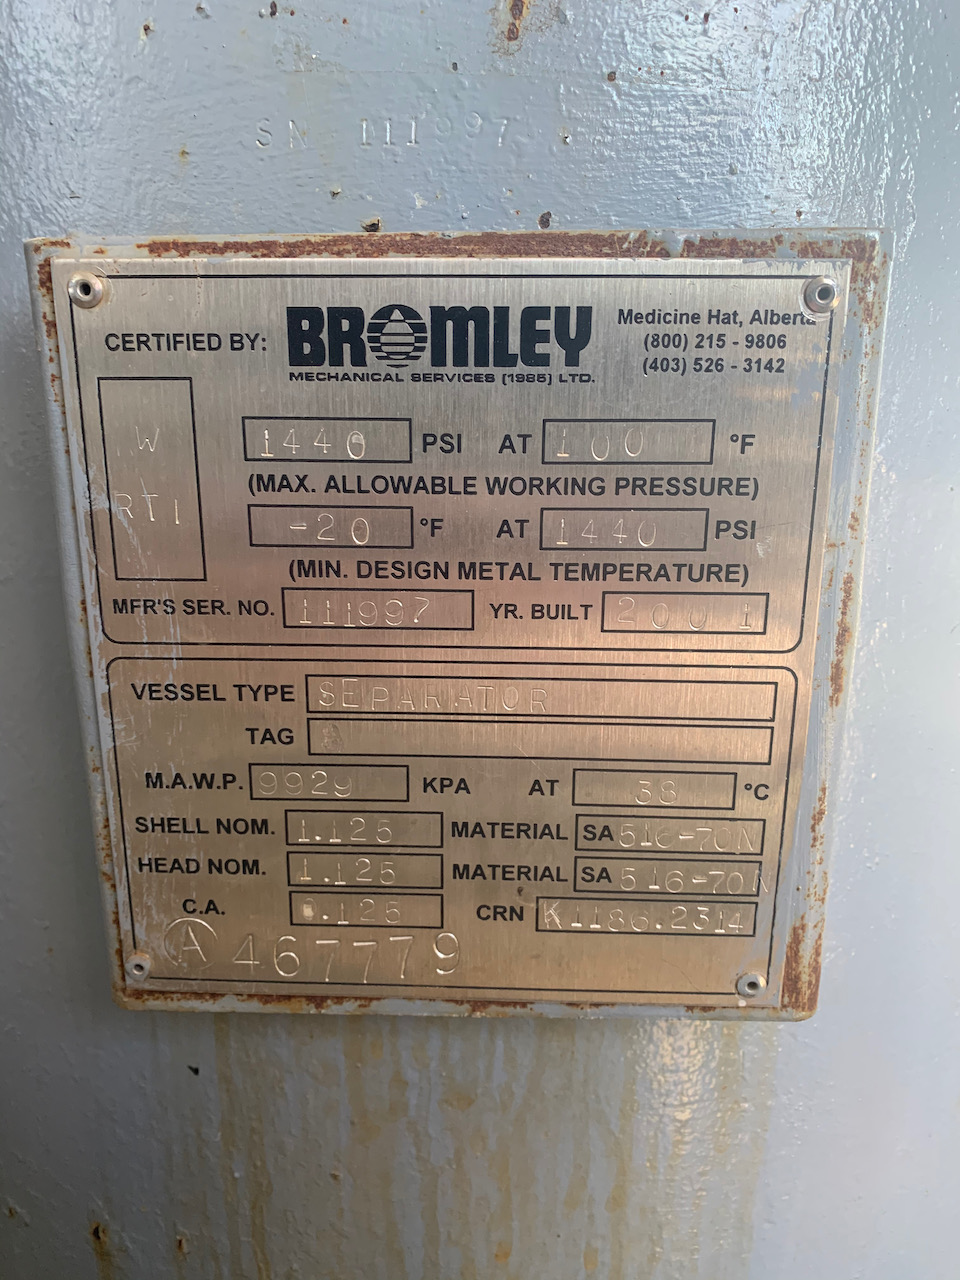 SN 111997
CERTIFIED BY: BROMLEY
MECHANICAL SERVICES (1985) LTD.
Medicine Hat, Alberta
(800) 215 - 9806
(403) 526 - 3142
W
RT1
1440 PSI AT 100 °F
(MAX. ALLOWABLE WORKING PRESSURE)
-20 °F AT 1440 PSI
(MIN. DESIGN METAL TEMPERATURE)
MFR'S SER. NO. 111997 YR. BUILT 2001
VESSEL TYPE SEPARATOR
TAG
M.A.W.P. 9929 KPA AT 38 °C
SHELL NOM. 1.125 MATERIAL SA 516-70N
HEAD NOM. 1.125 MATERIAL SA 516-70N
C.A. 0.125 CRN K1186.2314
A 467779